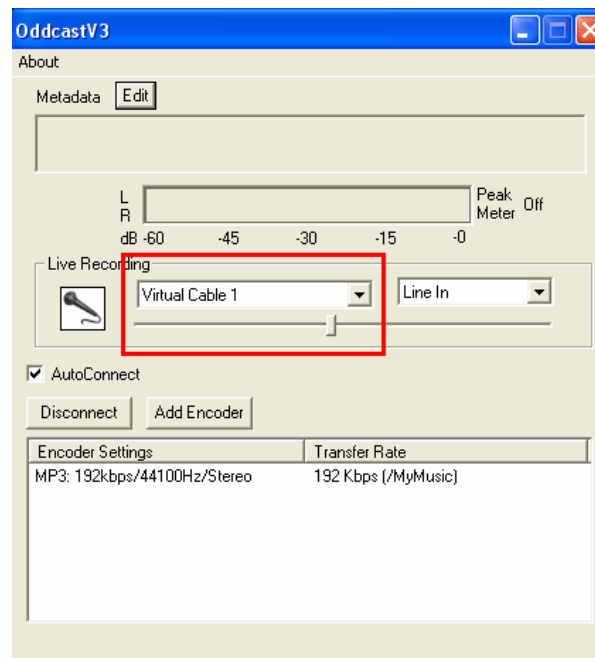 OddcastV3
About
Metadata Edit
L
R
Peak
Meter Off
dB -60 -45 -30 -15 -0
Live Recording
Virtual Cable 1 Line In
AutoConnect
Disconnect Add Encoder
Encoder Settings Transfer Rate
MP3: 192kbps/44100Hz/Stereo 192 Kbps (/MyMusic)